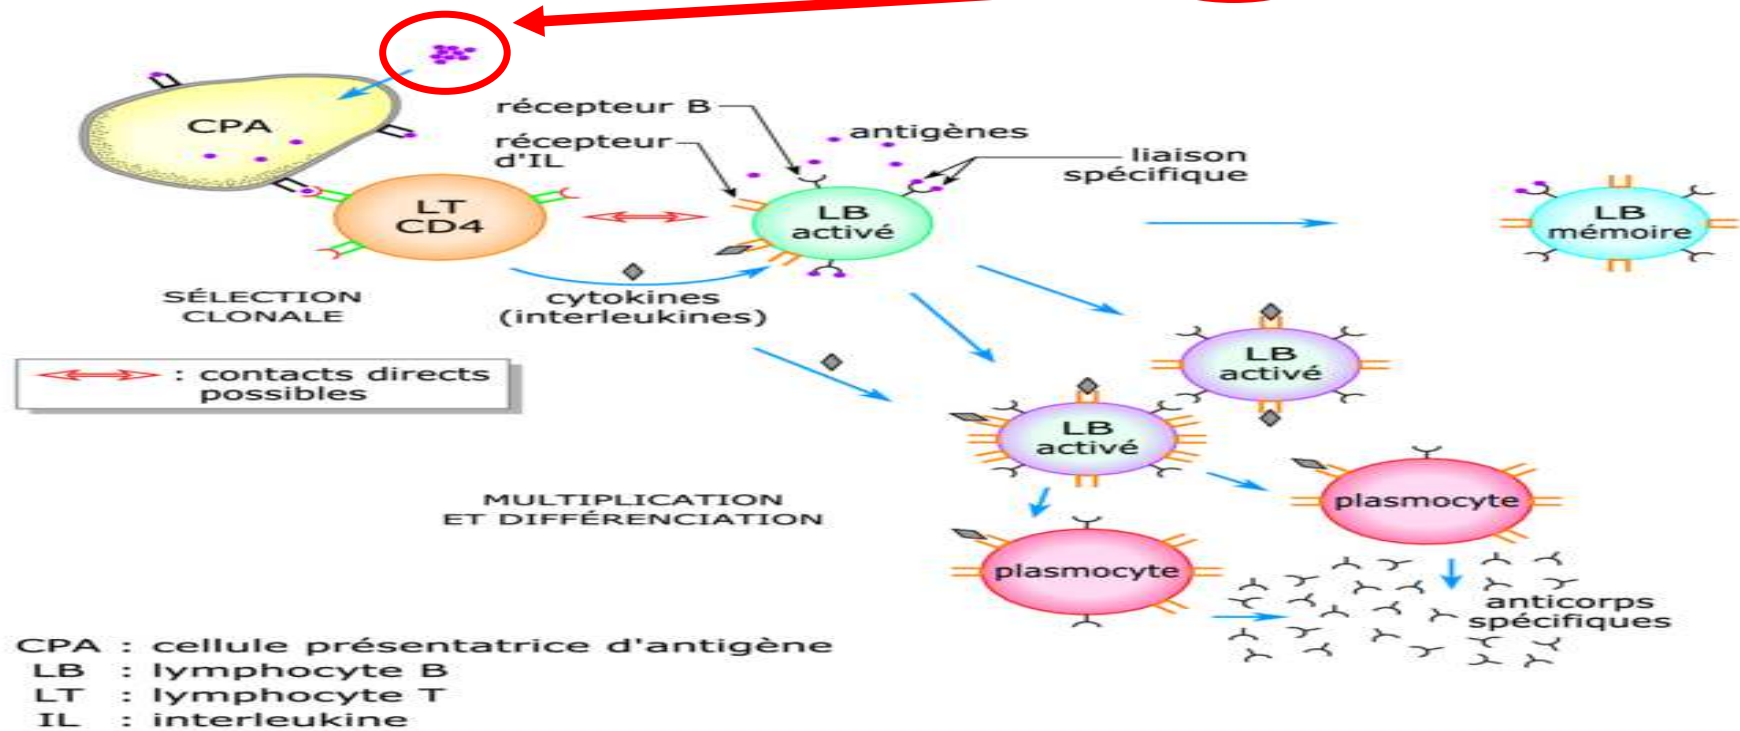 CPA
récepteur B
récepteur
d'IL
antigènes
liaison
spécifique
LT
CD4
LB
activé
LB
mémoire
SÉLECTION
CLONALE
cytokines
(interleukines)
: contacts directs
possibles
LB
activé
LB
activé
MULTIPLICATION
ET DIFFÉRENCIATION
plasmocyte
plasmocyte
anticorps
spécifiques
CPA : cellule présentatrice d'antigène
LB : lymphocyte B
LT : lymphocyte T
IL : interleukine